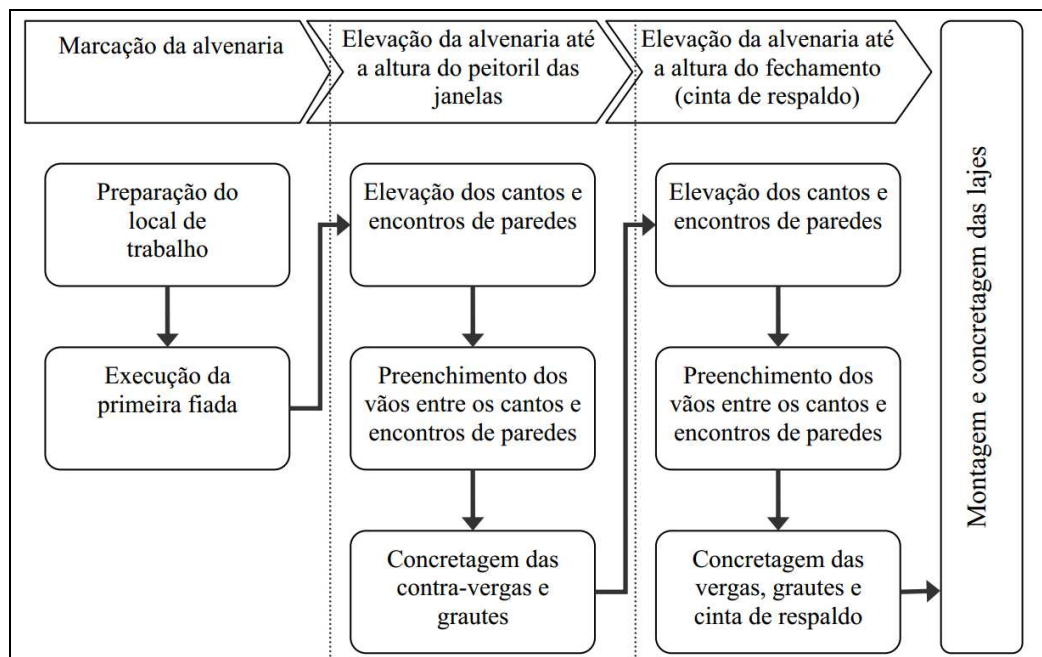 Marcação da alvenaria
Elevação da alvenaria até
a altura do peitoril das
janelas
Elevação da alvenaria até
a altura do fechamento
(cinta de respaldo)
Preparação do
local de
trabalho
Execução da
primeira fiada
Elevação dos cantos e
encontros de paredes
Preenchimento dos
vãos entre os cantos e
encontros de paredes
Concretagem das
contra-vergas e
grautes
Elevação dos cantos e
encontros de paredes
Preenchimento dos
vãos entre os cantos e
encontros de paredes
Concretagem das
vergas, grautes e
cinta de respaldo
Montagem e concretagem das lajes